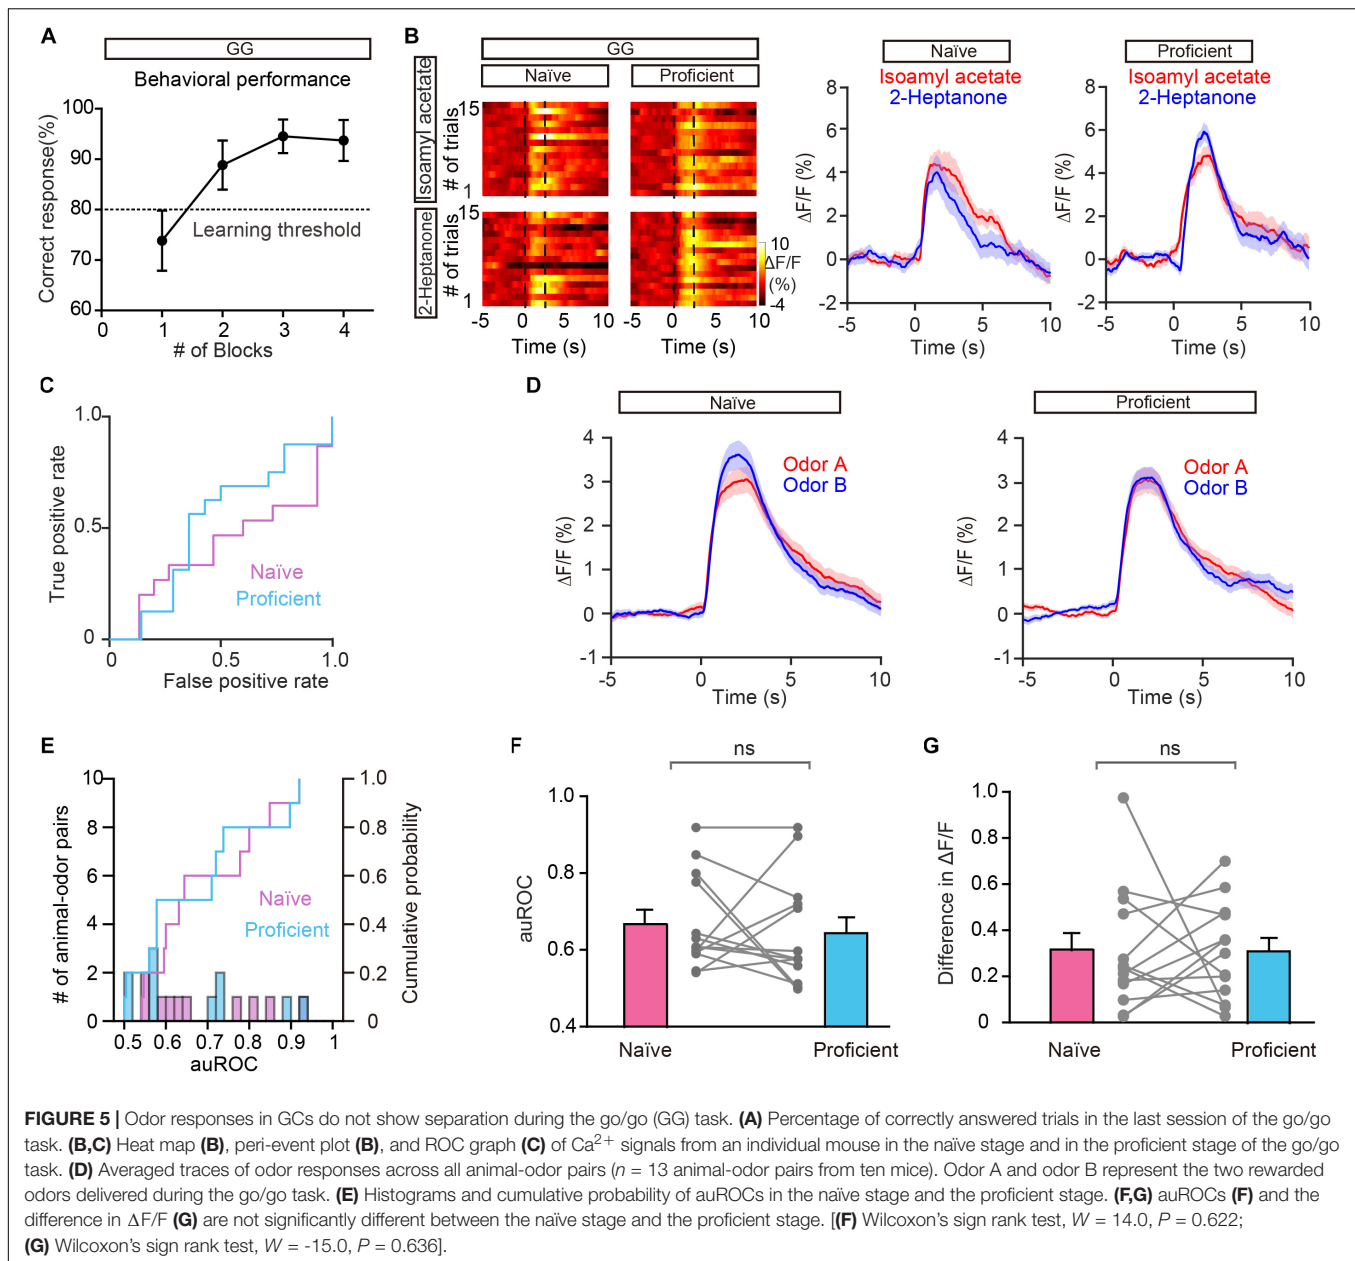 A
GG
Behavioral performance
Correct response(%)
100
90
80
70
60
Learning threshold
0
1
2
3
4
# of Blocks
B
GG
Naïve
Proficient
Isoamyl acetate
# of trials
15
1
2-Heptanone
# of trials
15
1
10
ΔF/F
(%)
-4
-5
0
5
10
-5
0
5
10
Time (s)
Time (s)
Naïve
Isoamyl acetate
2-Heptanone
ΔF/F (%)
8
6
4
2
0
-2
-5
0
5
10
Time (s)
Proficient
Isoamyl acetate
2-Heptanone
ΔF/F (%)
8
6
4
2
0
-2
-5
0
5
10
Time (s)
C
True positive rate
1.0
0.5
0
Naïve
Proficient
0
0.5
1.0
False positive rate
D
Naïve
Odor A
Odor B
ΔF/F (%)
4
3
2
1
0
-1
-5
0
5
10
Time (s)
Proficient
Odor A
Odor B
ΔF/F (%)
4
3
2
1
0
-1
-5
0
5
10
Time (s)
E
# of animal-odor pairs
10
8
6
4
2
0
Naïve
Proficient
1.0
0.8
0.6
0.4
0.2
0
Cumulative probability
0.5
0.6
0.7
0.8
0.9
1
auROC
F
ns
auROC
1.0
0.8
0.6
0.4
Naïve
Proficient
G
ns
Difference in ΔF/F
1.0
0.8
0.6
0.4
0.2
0
Naïve
Proficient
FIGURE 5 | Odor responses in GCs do not show separation during the go/go (GG) task. (A) Percentage of correctly answered trials in the last session of the go/go
task. (B,C) Heat map (B), peri-event plot (B), and ROC graph (C) of Ca2+ signals from an individual mouse in the naïve stage and in the proficient stage of the go/go
task. (D) Averaged traces of odor responses across all animal-odor pairs (n = 13 animal-odor pairs from ten mice). Odor A and odor B represent the two rewarded
odors delivered during the go/go task. (E) Histograms and cumulative probability of auROCs in the naïve stage and the proficient stage. (F,G) auROCs (F) and the
difference in ΔF/F (G) are not significantly different between the naïve stage and the proficient stage. [(F) Wilcoxon's sign rank test, W = 14.0, P = 0.622;
(G) Wilcoxon's sign rank test, W = -15.0, P = 0.636].